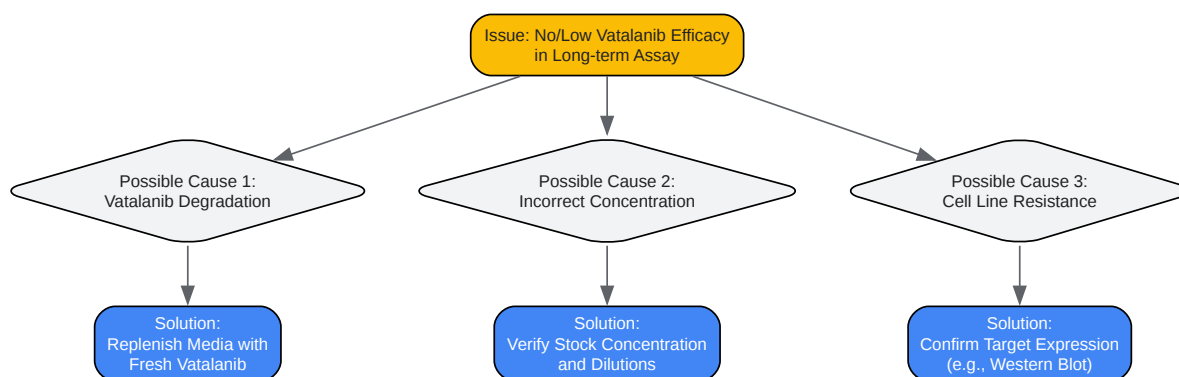 Issue: No/Low Vatalanib Efficacy
in Long-term Assay
Possible Cause 1:
Vatalanib Degradation
Possible Cause 2:
Incorrect Concentration
Possible Cause 3:
Cell Line Resistance
Solution:
Replenish Media with
Fresh Vatalanib
Solution:
Verify Stock Concentration
and Dilutions
Solution:
Confirm Target Expression
(e.g., Western Blot)